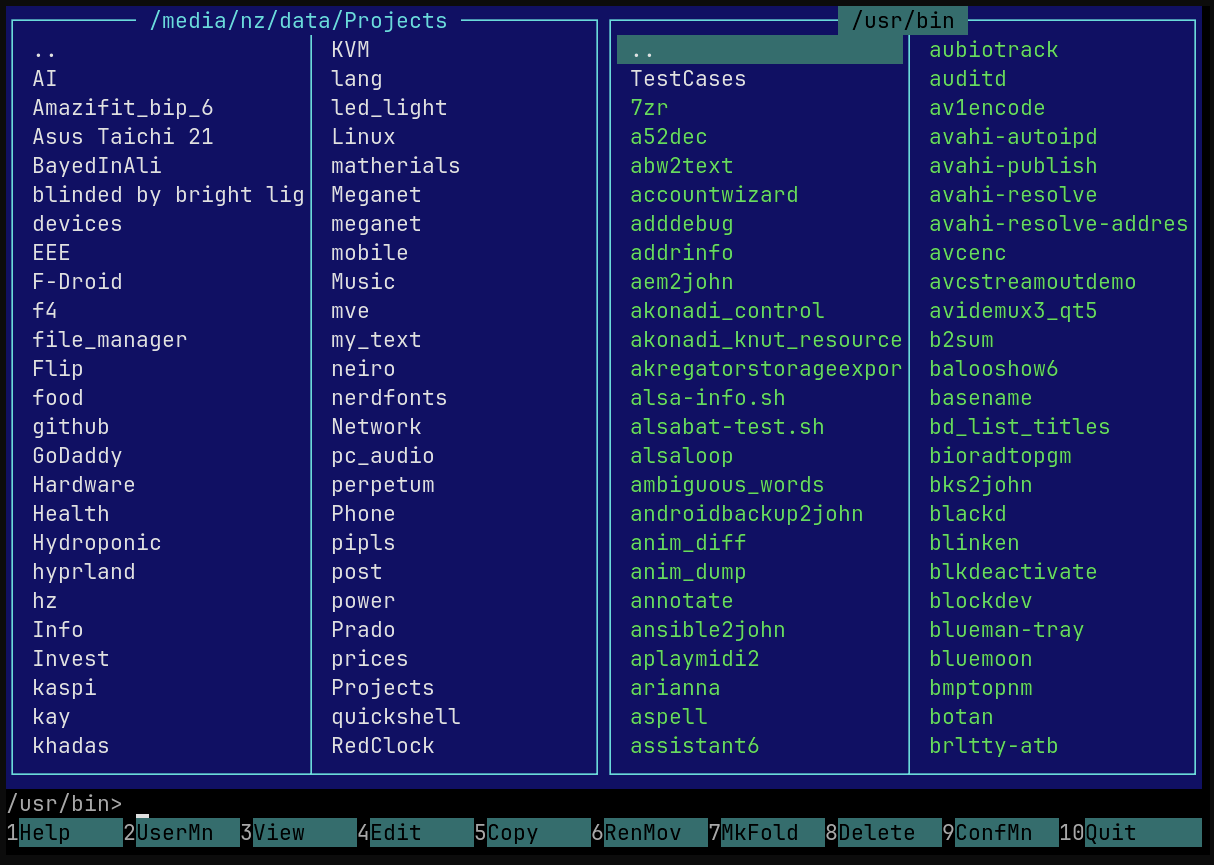 /media/nz/data/Projects
..
AI
Amazifit_bip_6
Asus Taichi 21
BayedInAli
blinded by bright lig
devices
EEE
F-Droid
f4
file_manager
Flip
food
github
GoDaddy
Hardware
Health
Hydroponic
hyprland
hz
Info
Invest
kaspi
kay
khadas
KVM
lang
led_light
Linux
matherials
Meganet
meganet
mobile
Music
mve
my_text
neiro
nerdfonts
Network
pc_audio
perpetum
Phone
pipls
post
power
Prado
prices
Projects
quickshell
RedClock
/usr/bin
..
TestCases
7zr
a52dec
abw2text
accountwizard
adddebug
addrinfo
aem2john
akonadi_control
akonadi_knut_resource
akregatorstorageexpor
alsa-info.sh
alsabat-test.sh
alsaloop
ambiguous_words
androidbackup2john
anim_diff
anim_dump
annotate
ansible2john
aplaymidi2
arianna
aspell
assistant6
aubiotrack
auditd
av1encode
avahi-autoipd
avahi-publish
avahi-resolve
avahi-resolve-addres
avcenc
avcstreamoutdemo
avidemux3_qt5
b2sum
balooshow6
basename
bd_list_titles
bioradtopgm
bks2john
blackd
blinken
blkdeactivate
blockdev
blueman-tray
bluemoon
bmptopnm
botan
brltty-atb
/usr/bin>
1Help 2UserMn 3View 4Edit 5Copy 6RenMov 7MkFold 8Delete 9ConfMn 10Quit